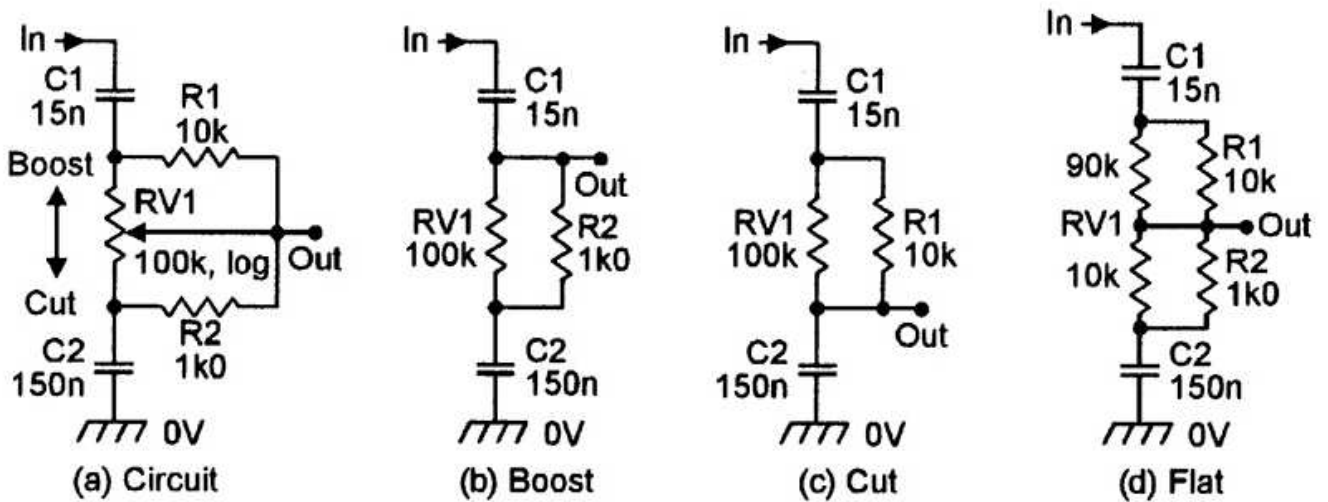 In
C1
15n
R1
10k
Boost
RV1
100k, log
Out
Cut
R2
1k0
C2
150n
0V
(a) Circuit
In
C1
15n
Out
RV1
100k
R2
1k0
C2
150n
0V
(b) Boost
In
C1
15n
RV1
100k
R1
10k
Out
C2
150n
0V
(c) Cut
In
C1
15n
90k
R1
10k
RV1
Out
10k
R2
1k0
C2
150n
0V
(d) Flat